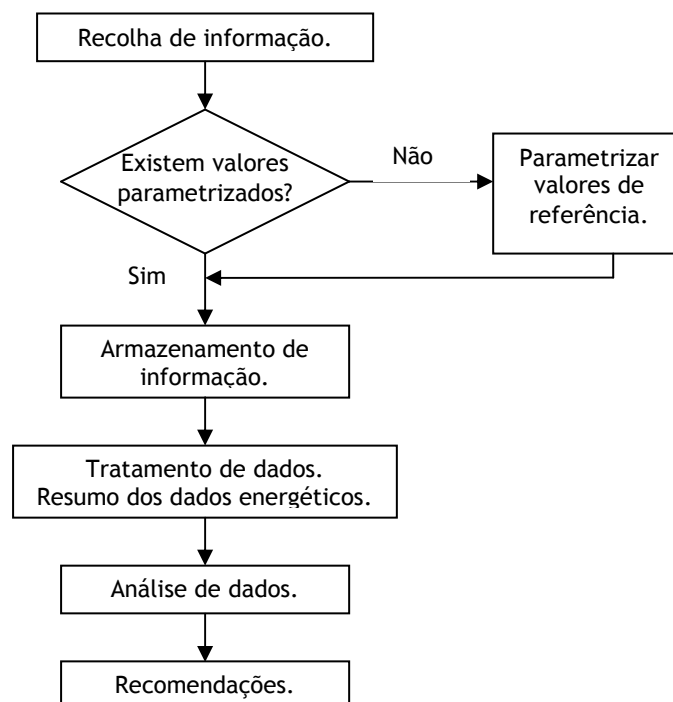 Recolha de informação.
Existem valores
parametrizados?
Não
Parametrizar
valores de
referência.
Sim
Armazenamento de
informação.
Tratamento de dados.
Resumo dos dados energéticos.
Análise de dados.
Recomendações.